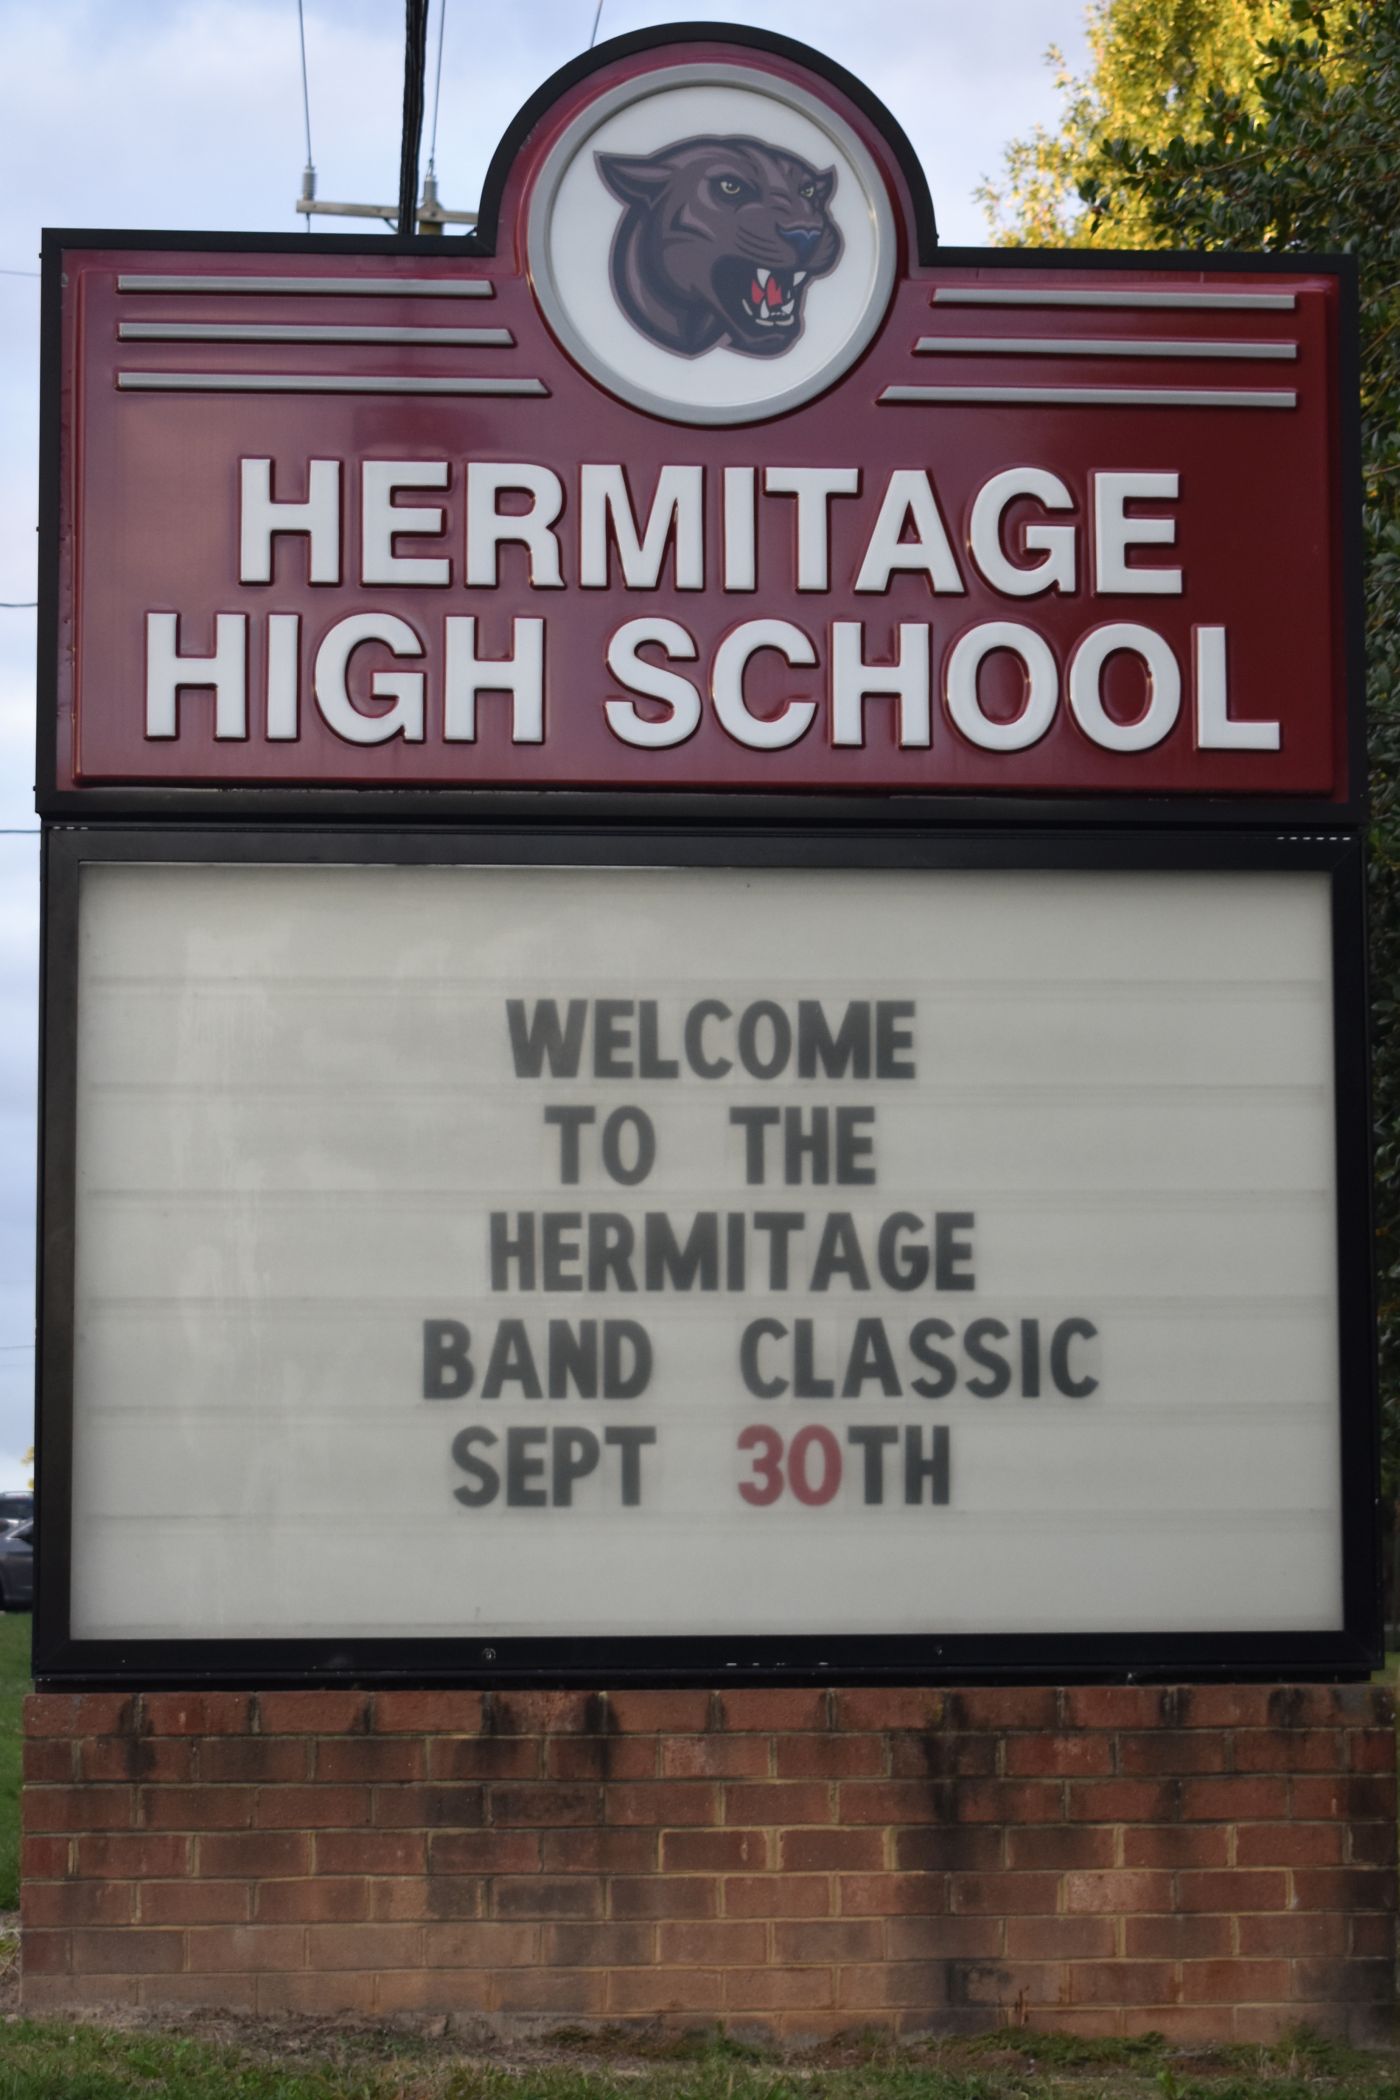 HERMITAGE
HIGH SCHOOL
WELCOME
TO THE
HERMITAGE
BAND CLASSIC
SEPT 30TH